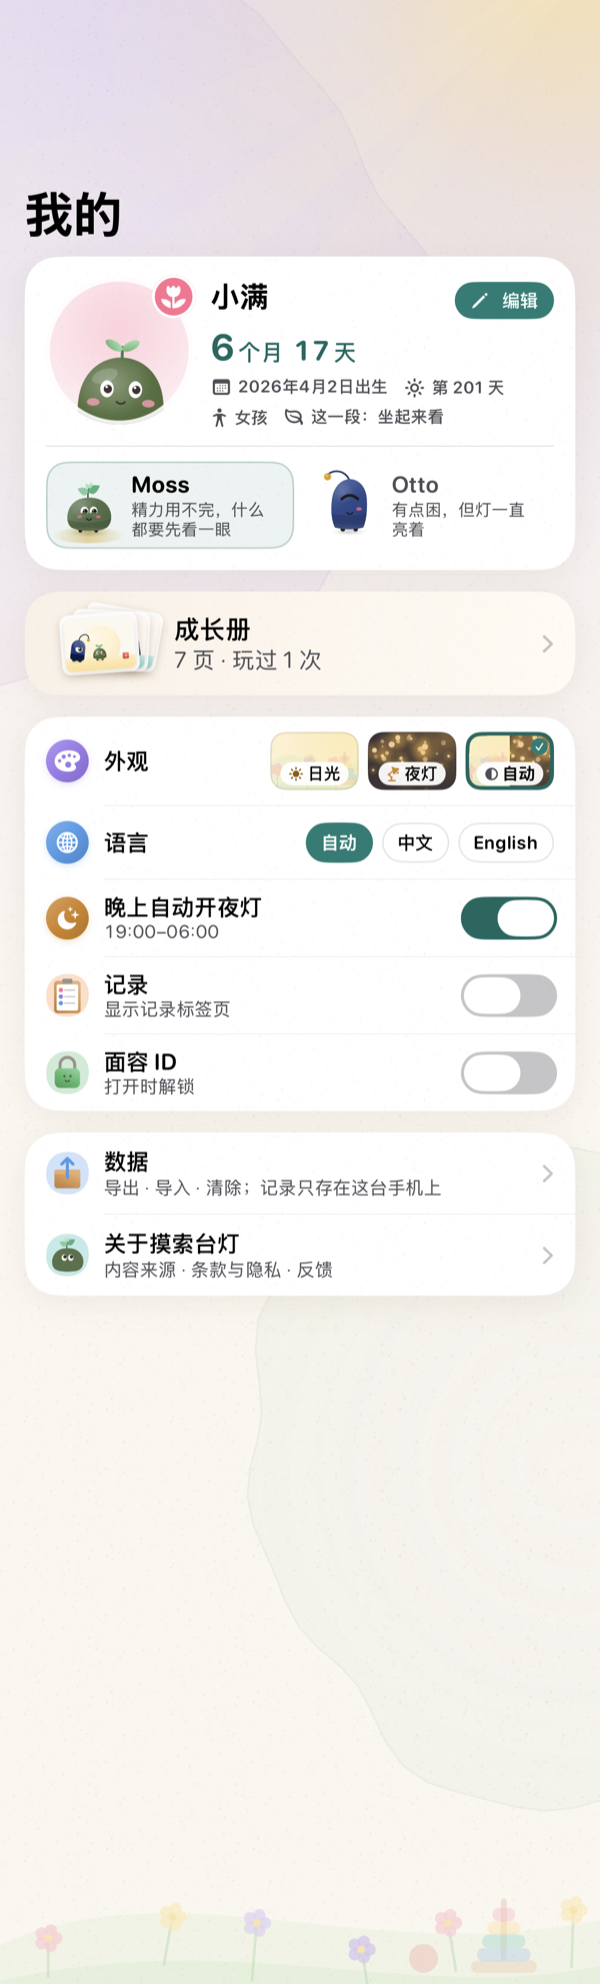 我的
小满
编辑
6个月 17天
2026年4月2日出生 第 201 天
女孩 这一段：坐起来看
Moss
精力用不完，什么
都要先看一眼
Otto
有点困，但灯一直
亮着
成长册
7 页 · 玩过 1 次
外观
日光
夜灯
自动
语言
自动
中文
English
晚上自动开夜灯
19:00–06:00
记录
显示记录标签页
面容 ID
打开时解锁
数据
导出 · 导入 · 清除；记录只存在这台手机上
关于摸索台灯
内容来源 · 条款与隐私 · 反馈